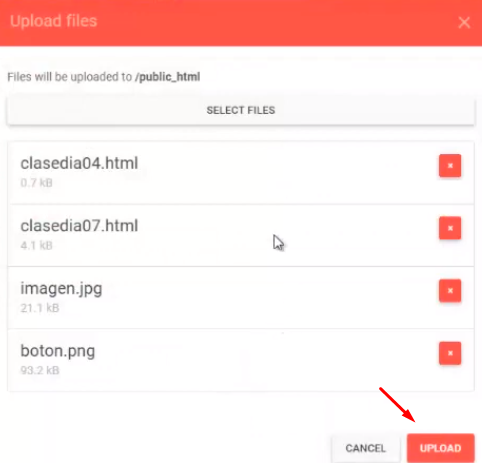 Upload files
Files will be uploaded to /public_html
SELECT FILES
clasedia04.html
0.7 kB
clasedia07.html
4.1 kB
imagen.jpg
21.1 kB
boton.png
93.2 kB
CANCEL
UPLOAD